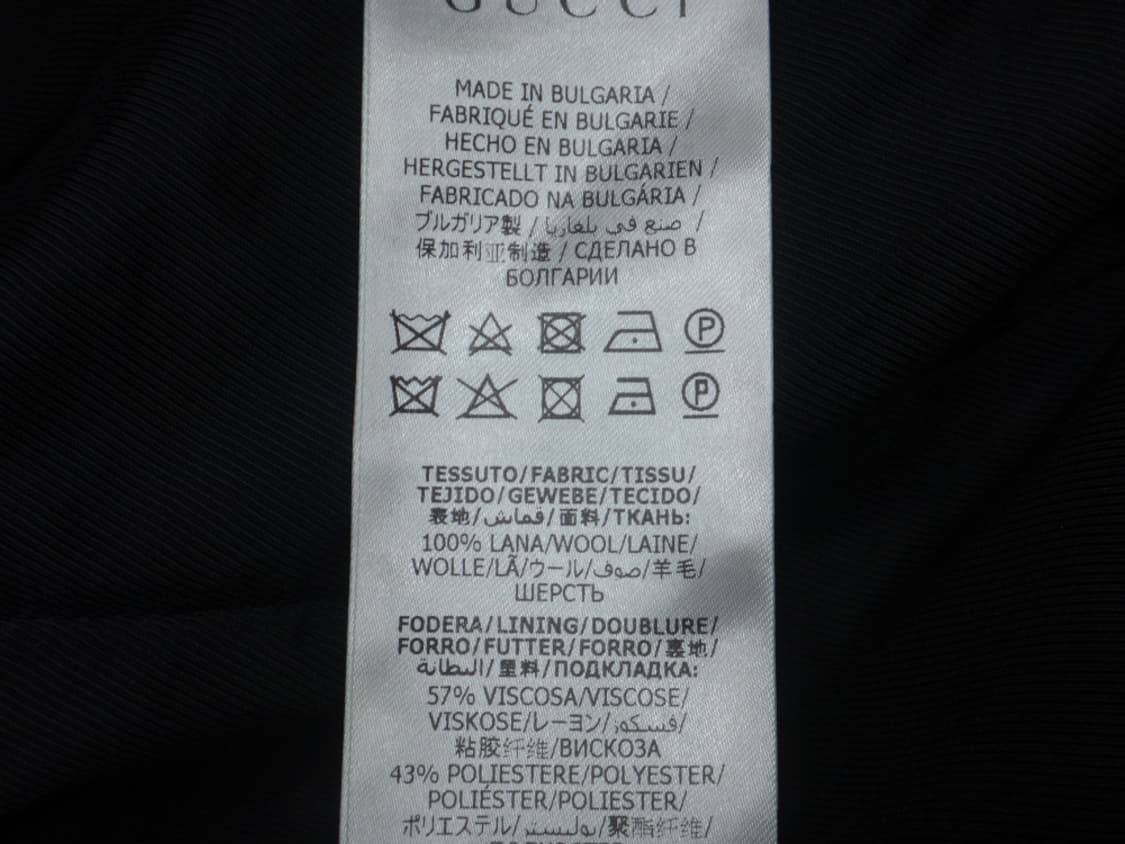 GUCCI
MADE IN BULGARIA /
FABRIQUÉ EN BULGARIE /
HECHO EN BULGARIA /
HERGESTELLT IN BULGARIEN /
FABRICADO NA BULGÁRIA /
ブルガリア製 / صنع في بلغاريا /
保加利亚制造 / СДЕЛАНО В
БОЛГАРИИ
P
P
TESSUTO/FABRIC/TISSU/
TEJIDO/GEWEBE/TECIDO/
表地/قماش/面料/ТКАНЬ:
100% LANA/WOOL/LAINE/
WOLLE/LÃ/ウール/صوف/羊毛/
ШЕРСТЬ
FODERA/LINING/DOUBLURE/
FORRO/FUTTER/FORRO/裏地/
البطانة/里料/ПОДКЛАДКА:
57% VISCOSA/VISCOSE/
VISKOSE/レーヨン/فسكوز/
粘胶纤维/ВИСКОЗА
43% POLIESTERE/POLYESTER/
POLIÉSTER/POLIESTER/
ポリエステル/بوليستر/聚酯纤维/